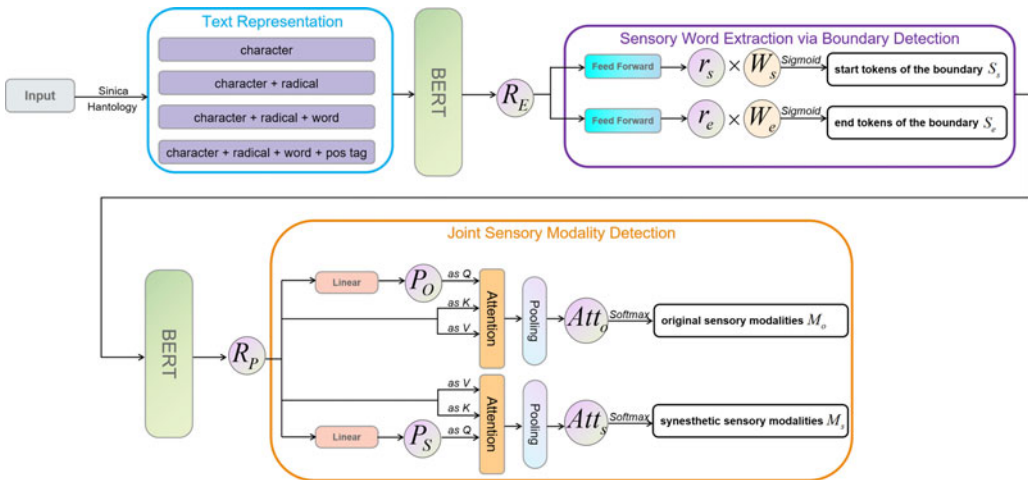 Text Representation
character
character + radical
character + radical + word
character + radical + word + pos tag
Input
Sinica
Hantology
BERT
R_E
Sensory Word Extraction via Boundary Detection
Feed Forward
r_s × W_s
Sigmoid
start tokens of the boundary S_s
Feed Forward
r_e × W_e
Sigmoid
end tokens of the boundary S_e
Joint Sensory Modality Detection
BERT
R_P
Linear
P_O
as Q
as K
as V
Attention
Pooling
Att_o
Softmax
original sensory modalities M_o
as V
as K
Linear
P_S
as Q
Attention
Pooling
Att_s
Softmax
synesthetic sensory modalities M_s